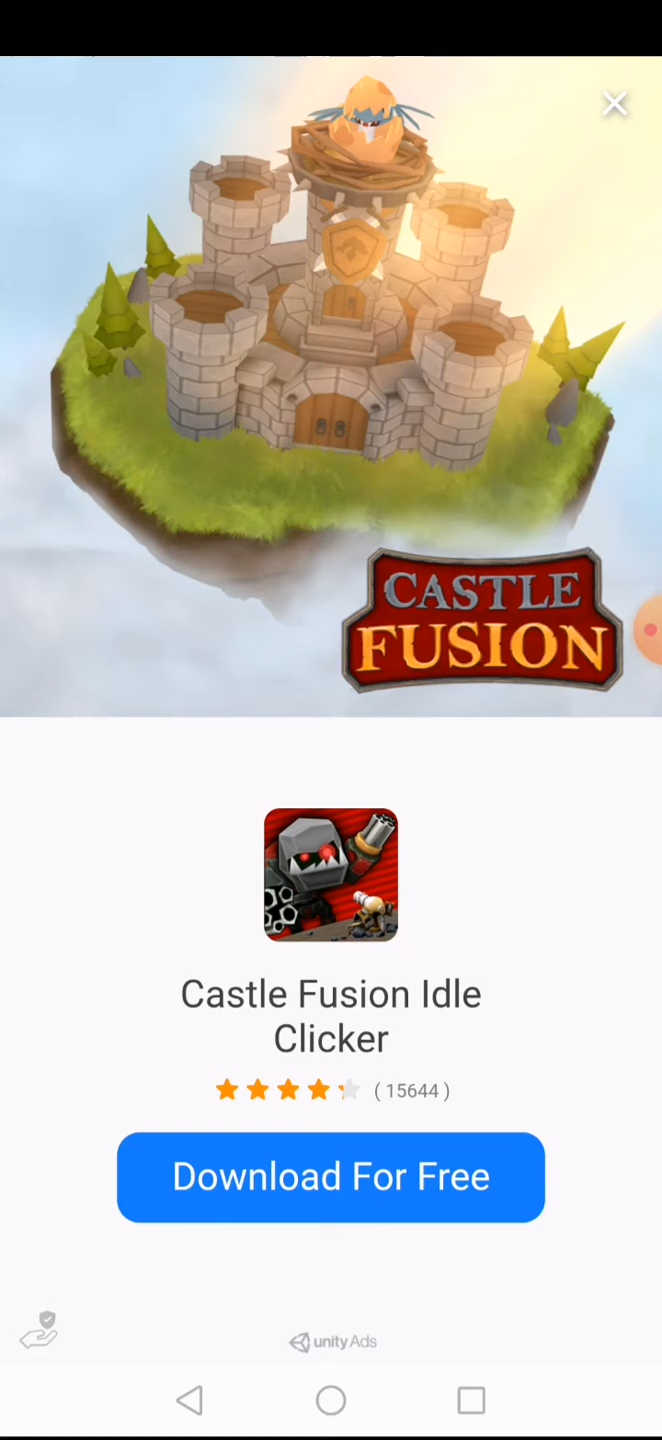 CASTLE
FUSION
Castle Fusion Idle
Clicker
( 15644 )
Download For Free
unity Ads